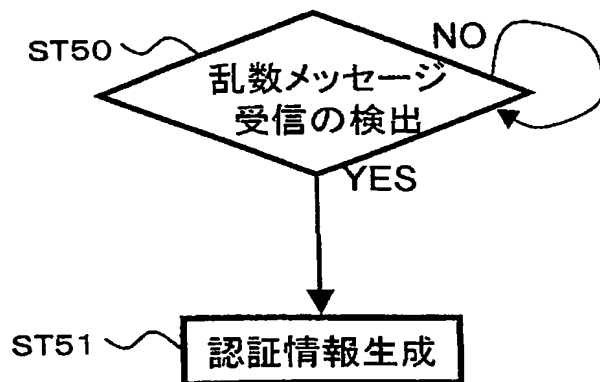 ST50
NO
乱数メッセージ
受信の検出
YES
ST51
認証情報生成